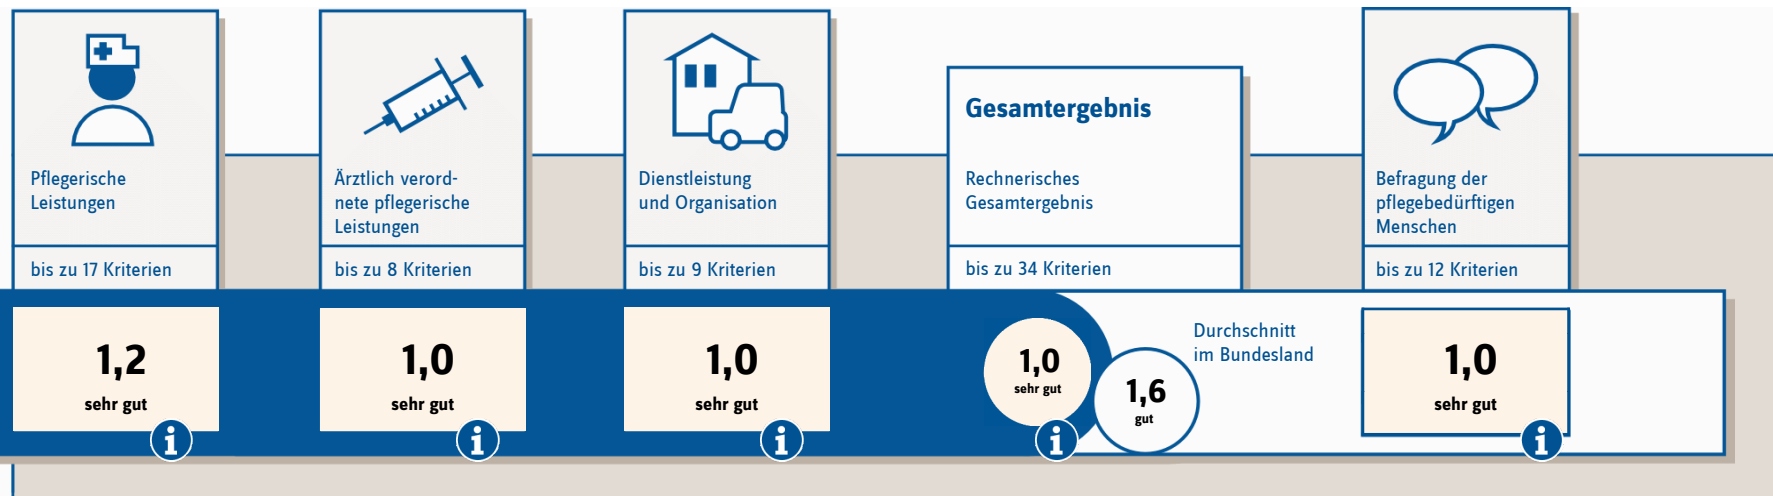 Pflegerische
Leistungen
bis zu 17 Kriterien
1,2
sehr gut
Ärztlich verord-
nete pflegerische
Leistungen
bis zu 8 Kriterien
1,0
sehr gut
Dienstleistung
und Organisation
bis zu 9 Kriterien
1,0
sehr gut
Gesamtergebnis
Rechnerisches
Gesamtergebnis
bis zu 34 Kriterien
1,0
sehr gut
1,6
gut
Durchschnitt
im Bundesland
Befragung der
pflegebedürftigen
Menschen
bis zu 12 Kriterien
1,0
sehr gut